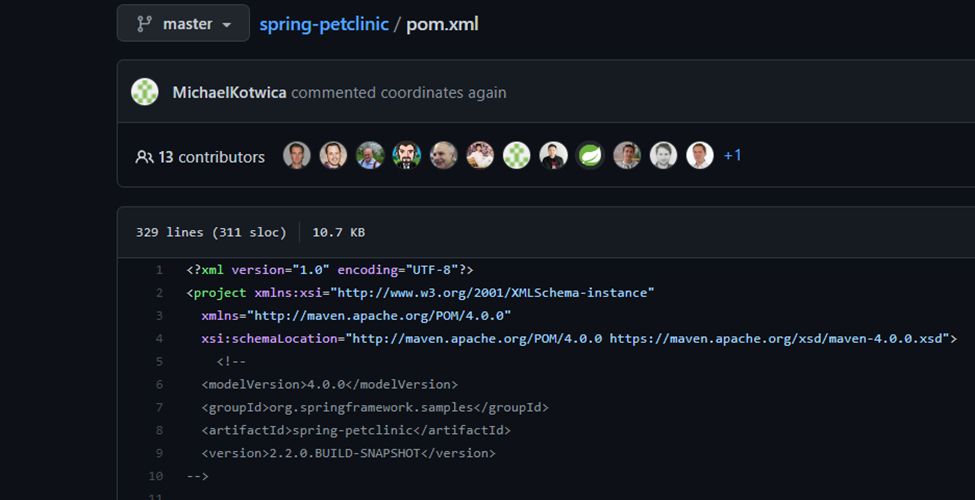 master
spring-petclinic / pom.xml
MichaelKotwica commented coordinates again
13 contributors +1
329 lines (311 sloc) 10.7 KB
1 <?xml version="1.0" encoding="UTF-8"?>
2 <project xmlns:xsi="http://www.w3.org/2001/XMLSchema-instance"
3 xmlns="http://maven.apache.org/POM/4.0.0"
4 xsi:schemaLocation="http://maven.apache.org/POM/4.0.0 https://maven.apache.org/xsd/maven-4.0.0.xsd">
5 <!--
6 <modelVersion>4.0.0</modelVersion>
7 <groupId>org.springframework.samples</groupId>
8 <artifactId>spring-petclinic</artifactId>
9 <version>2.2.0.BUILD-SNAPSHOT</version>
10 -->
11